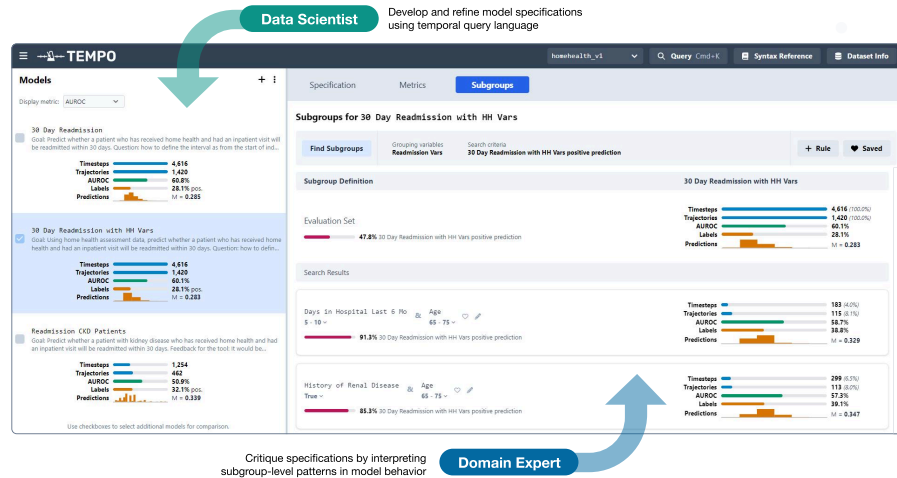 Data Scientist
Develop and refine model specifications
using temporal query language
TEMPO
homehealth_v1
Query Cmd+K
Syntax Reference
Dataset Info
Models
Display metric: AUROC
30 Day Readmission
Goal: Predict whether a patient who has received home health and had an inpatient visit will
be readmitted within 30 days. Question: how to define the interval as from the start of ind...
Timesteps 4,616
Trajectories 1,420
AUROC 60.8%
Labels 28.1% pos.
Predictions M = 0.285
30 Day Readmission with HH Vars
Goal: Using home health assessment data, predict whether a patient who has received home
health and had an inpatient visit will be readmitted within 30 days. Question: how to defin...
Timesteps 4,616
Trajectories 1,420
AUROC 60.1%
Labels 28.1% pos.
Predictions M = 0.283
Readmission CKD Patients
Goal: Predict whether a patient with kidney disease who has received home health and had
an inpatient visit will be readmitted within 30 days. Feedback for the tool: it would be...
Timesteps 1,254
Trajectories 462
AUROC 50.9%
Labels 32.1% pos.
Predictions M = 0.339
Use checkboxes to select additional models for comparison.
Specification
Metrics
Subgroups
Subgroups for 30 Day Readmission with HH Vars
Find Subgroups
Grouping variables
Readmission Vars
Search criteria
30 Day Readmission with HH Vars positive prediction
+ Rule
Saved
Subgroup Definition
30 Day Readmission with HH Vars
Evaluation Set
47.8% 30 Day Readmission with HH Vars positive prediction
Timesteps 4,616 (100.0%)
Trajectories 1,420 (100.0%)
AUROC 60.1%
Labels 28.1%
Predictions M = 0.283
Search Results
Days in Hospital Last 6 Mo & Age
5 - 10 65 - 75
91.3% 30 Day Readmission with HH Vars positive prediction
Timesteps 183 (4.0%)
Trajectories 115 (8.1%)
AUROC 58.7%
Labels 38.8%
Predictions M = 0.329
History of Renal Disease & Age
True 65 - 75
85.3% 30 Day Readmission with HH Vars positive prediction
Timesteps 299 (6.5%)
Trajectories 113 (8.0%)
AUROC 57.3%
Labels 39.1%
Predictions M = 0.347
Critique specifications by interpreting
subgroup-level patterns in model behavior
Domain Expert